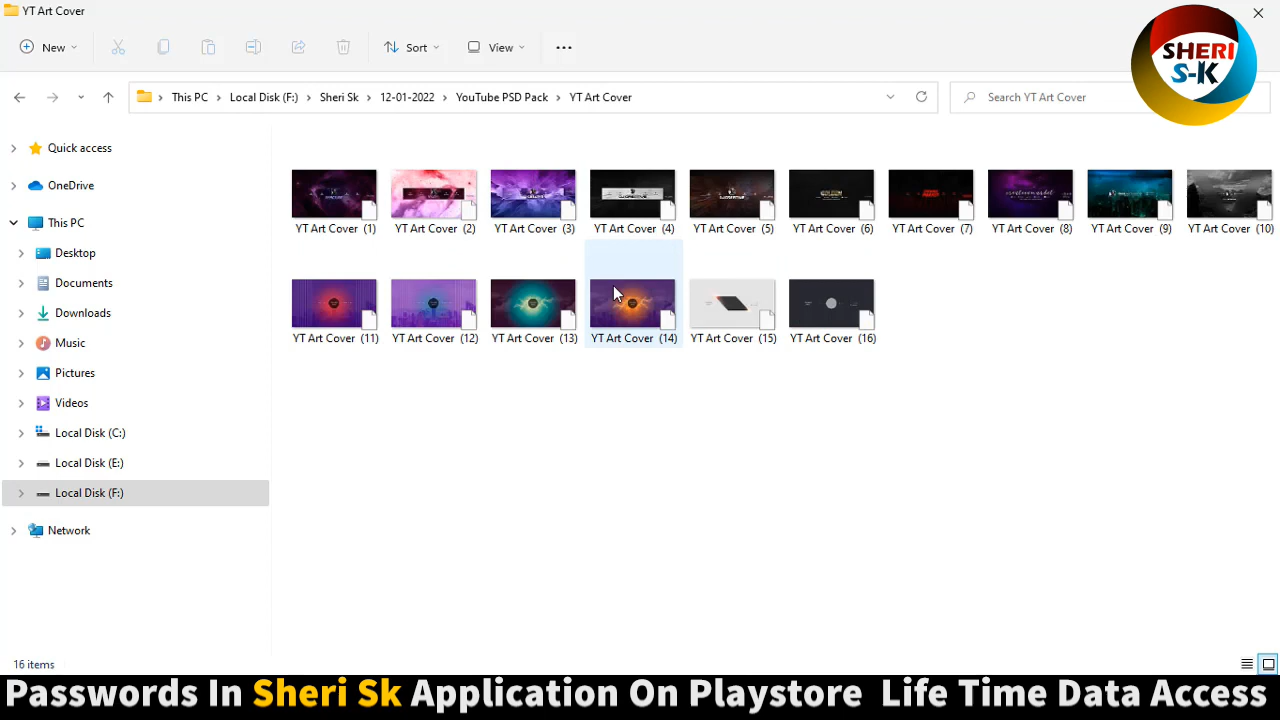 YT Art Cover
New
Sort
View
SHERI
S-K
This PC > Local Disk (F:) > Sheri Sk > 12-01-2022 > YouTube PSD Pack > YT Art Cover
Search YT Art Cover
Quick access
OneDrive
This PC
Desktop
Documents
Downloads
Music
Pictures
Videos
Local Disk (C:)
Local Disk (E:)
Local Disk (F:)
Network
YT Art Cover (1)
YT Art Cover (2)
YT Art Cover (3)
YT Art Cover (4)
YT Art Cover (5)
YT Art Cover (6)
YT Art Cover (7)
YT Art Cover (8)
YT Art Cover (9)
YT Art Cover (10)
YT Art Cover (11)
YT Art Cover (12)
YT Art Cover (13)
YT Art Cover (14)
YT Art Cover (15)
YT Art Cover (16)
16 items
Passwords In Sheri Sk Application On Playstore Life Time Data Access